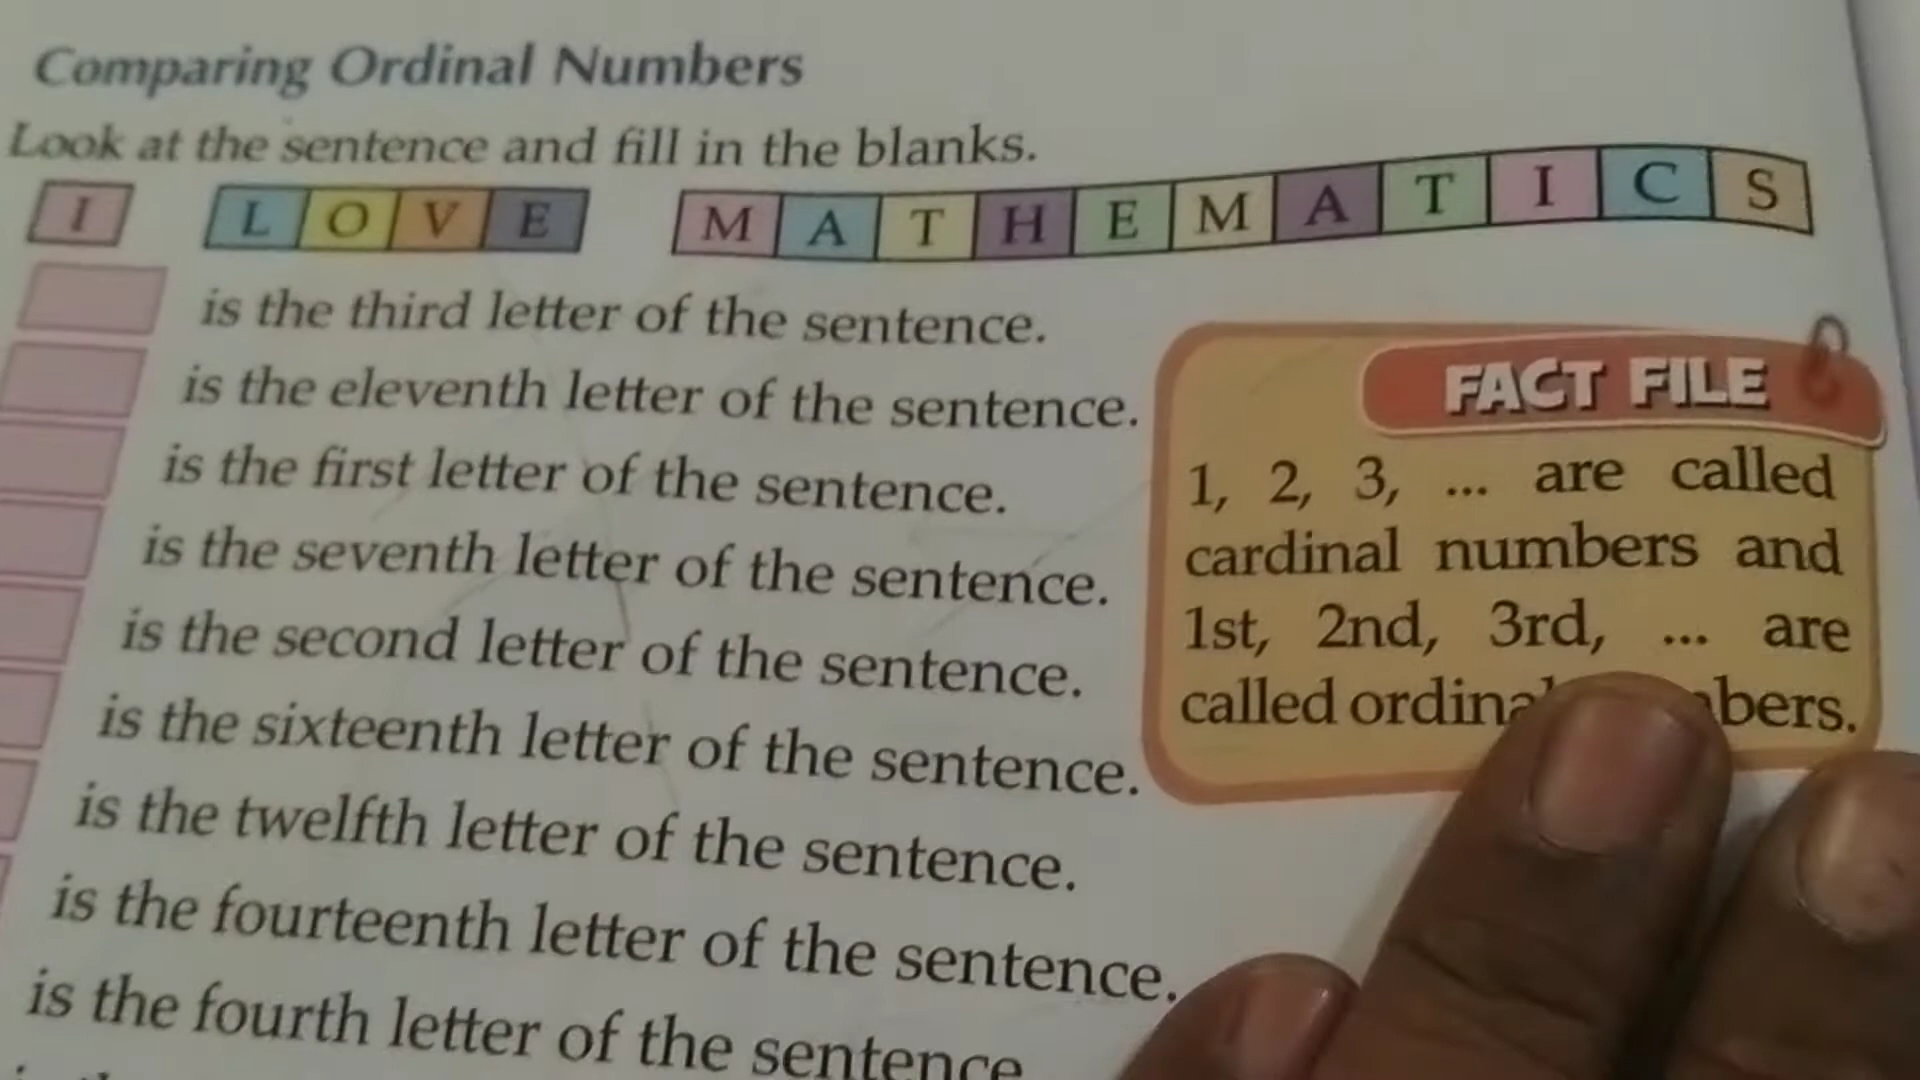 Comparing Ordinal Numbers
Look at the sentence and fill in the blanks.
I LOVE MATHEMATICS
is the third letter of the sentence.
is the eleventh letter of the sentence.
is the first letter of the sentence.
is the seventh letter of the sentence.
is the second letter of the sentence.
is the sixteenth letter of the sentence.
is the twelfth letter of the sentence.
is the fourteenth letter of the sentence.
is the fourth letter of the sentence
FACT FILE
1, 2, 3, ... are called
cardinal numbers and
1st, 2nd, 3rd, ... are
called